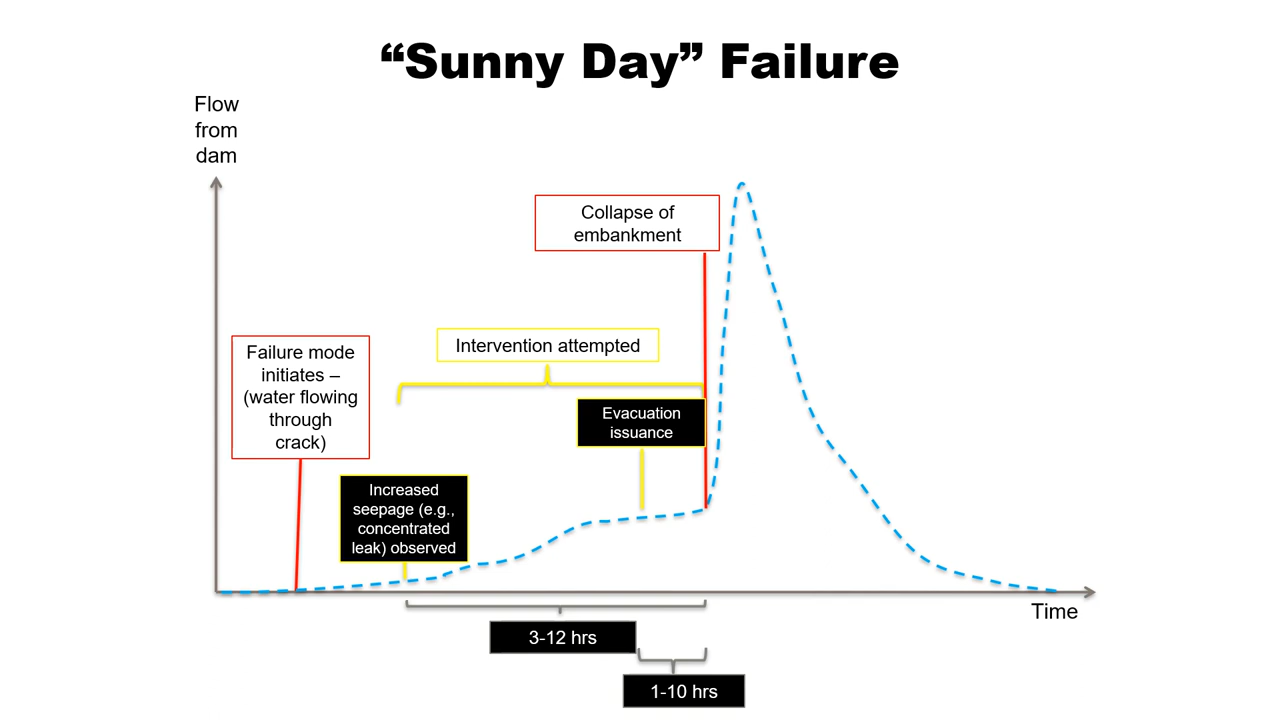 “Sunny Day” Failure
Flow
from
dam
Collapse of
embankment
Failure mode
initiates –
(water flowing
through
crack)
Intervention attempted
Evacuation
issuance
Increased
seepage (e.g.,
concentrated
leak) observed
Time
3-12 hrs
1-10 hrs